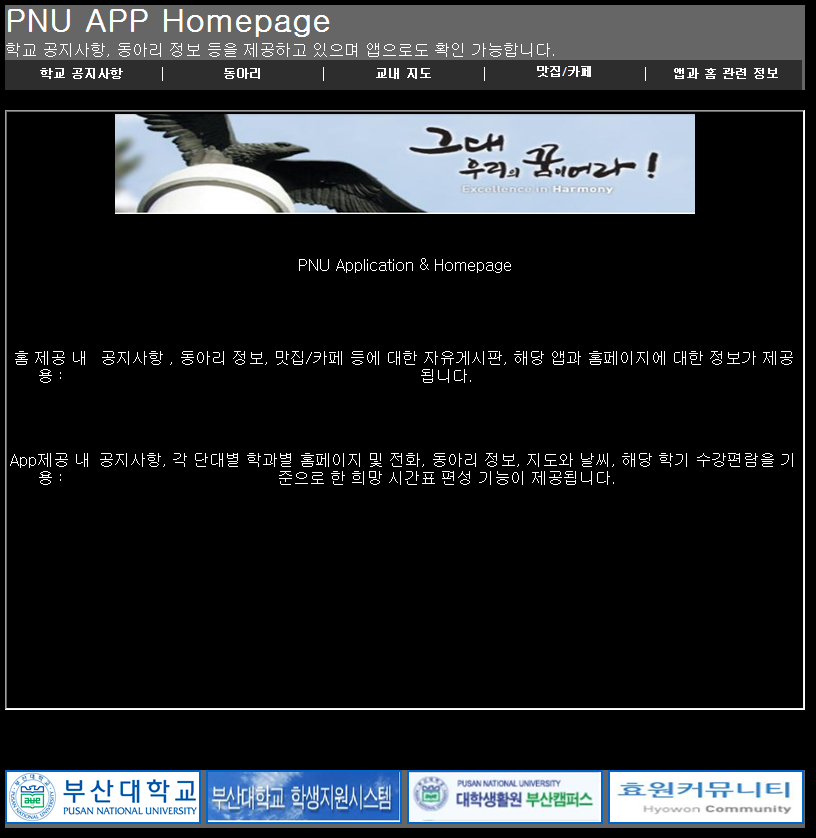 PNU APP Homepage
학교 공지사항, 동아리 정보 등을 제공하고 있으며 앱으로도 확인 가능합니다.
학교 공지사항 | 동아리 | 교내 지도 | 맛집/카페 | 앱과 홈 관련 정보
그대
우리의 꿈이어라!
Excellence in Harmony
PNU Application & Homepage
홈 제공 내 공지사항 , 동아리 정보, 맛집/카페 등에 대한 자유게시판, 해당 앱과 홈페이지에 대한 정보가 제공
용 : 됩니다.
App제공 내 공지사항, 각 단대별 학과별 홈페이지 및 전화, 동아리 정보, 지도와 날씨, 해당 학기 수강편람을 기
용 : 준으로 한 희망 시간표 편성 기능이 제공됩니다.
부산대학교
PUSAN NATIONAL UNIVERSITY
부산대학교 학생지원시스템
PUSAN NATIONAL UNIVERSITY
대학생활원 부산캠퍼스
효원커뮤니티
Hyowon Community